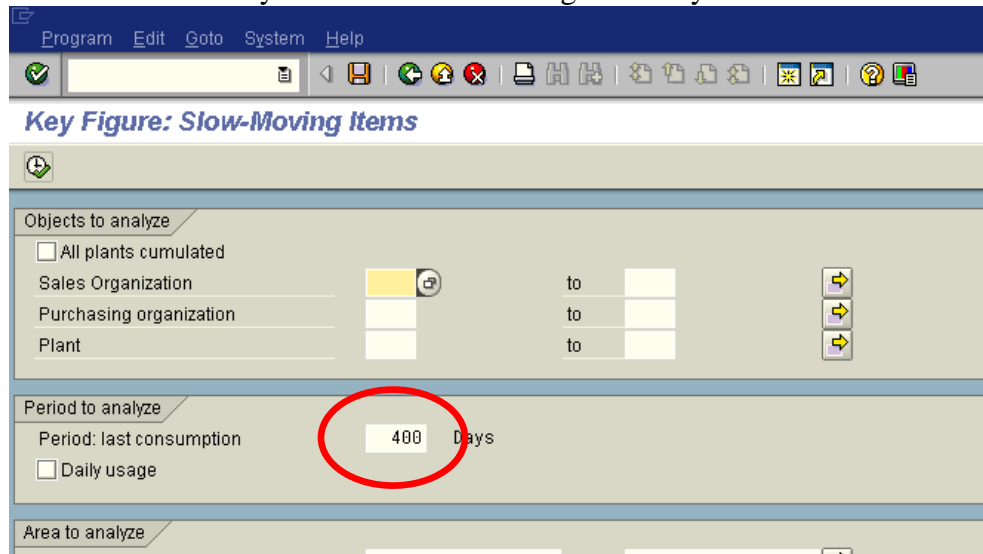 Program Edit Goto System Help
Key Figure: Slow-Moving Items
Objects to analyze
All plants cumulated
Sales Organization to
Purchasing organization to
Plant to
Period to analyze
Period: last consumption 400 Days
Daily usage
Area to analyze